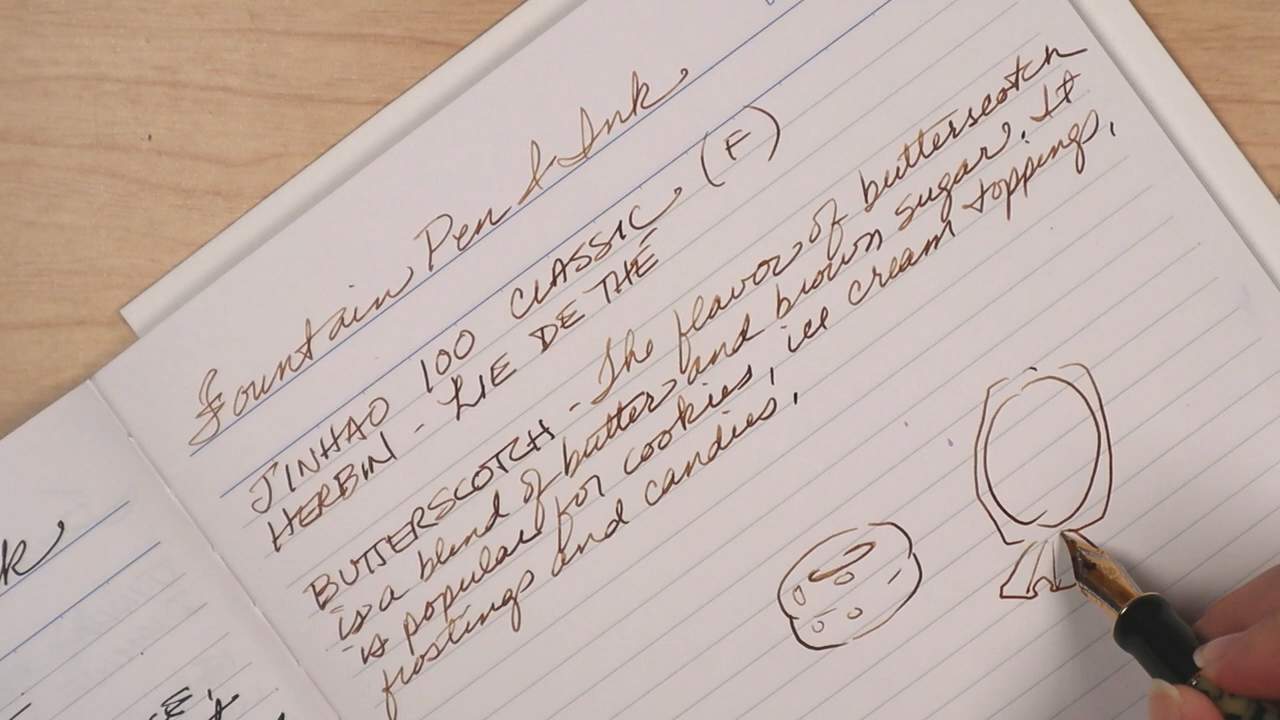 Fountain Pen & Ink
JINHAO 100 CLASSIC (F)
HERBIN - LIE DE THÉ
BUTTERSCOTCH - The flavor of butterscotch
is a blend of butter and brown sugar. It
is popular for cookies, ice cream toppings,
frostings and candies.